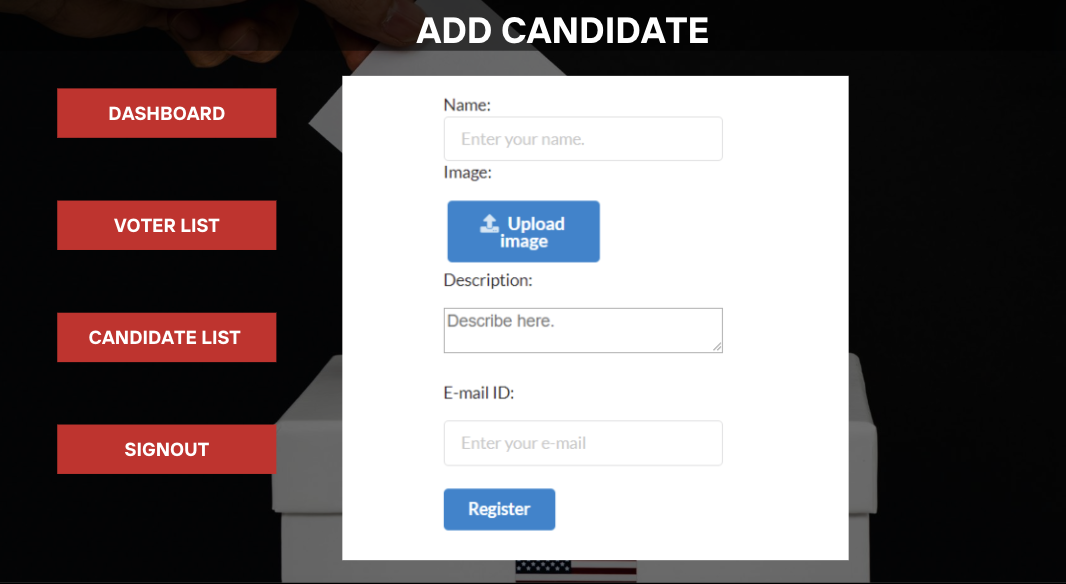 ADD CANDIDATE
DASHBOARD
VOTER LIST
CANDIDATE LIST
SIGNOUT
Name:
Enter your name.
Image:
Upload
image
Description:
Describe here.
E-mail ID:
Enter your e-mail
Register